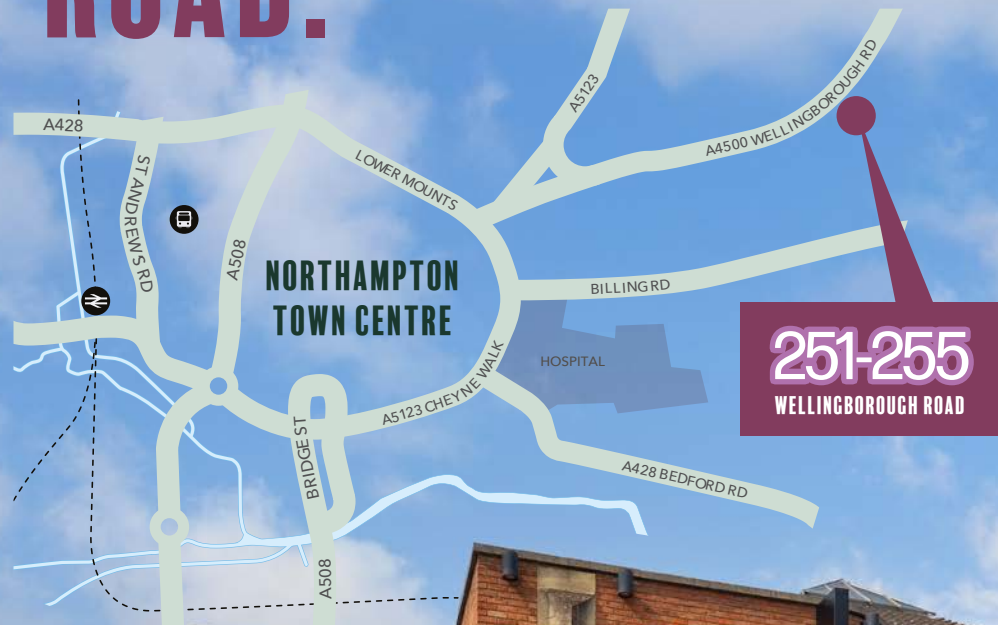 ROAD.
A5123
A4500 WELLINGBOROUGH RD
A428
LOWER MOUNTS
ST ANDREWS RD
A508
NORTHAMPTON
TOWN CENTRE
BILLING RD
HOSPITAL
251-255
WELLINGBOROUGH ROAD
A5123 CHEYNE WALK
BRIDGE ST
A428 BEDFORD RD
A508